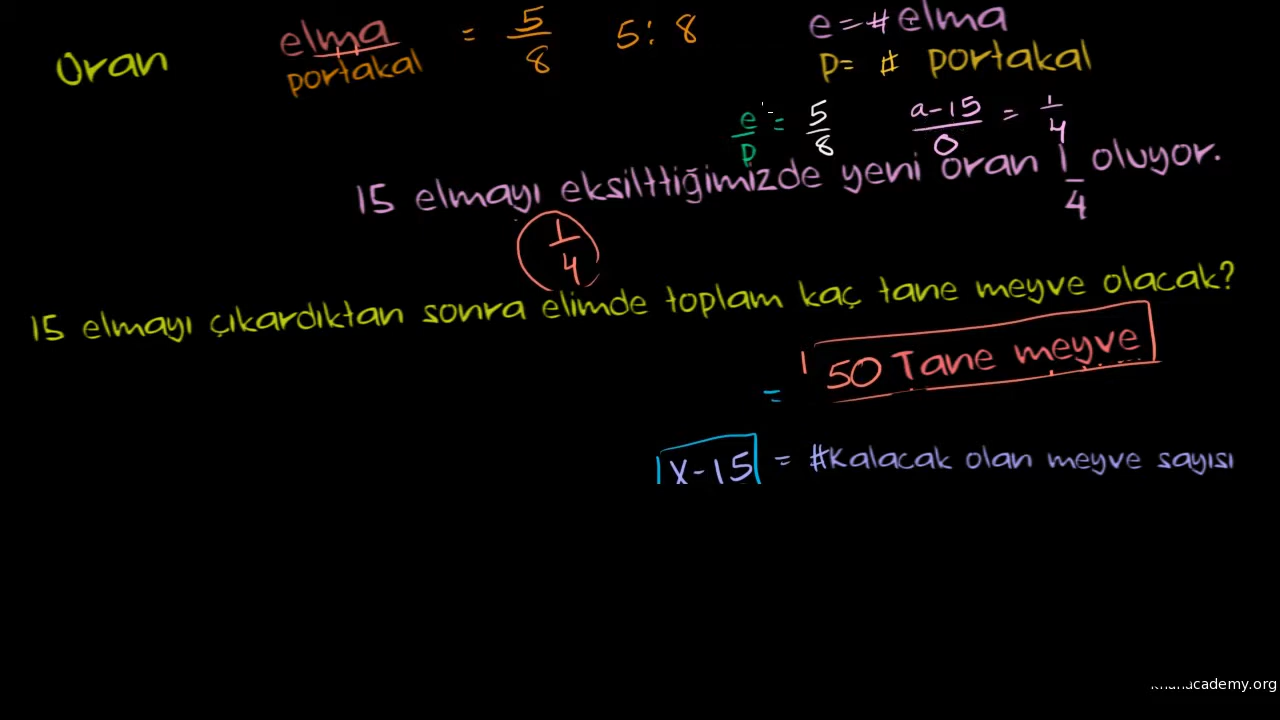 Oran elma/portakal = 5/8 5:8 e = # elma
p = # portakal
e/p = 5/8 a-15/0 = 1/4
15 elmayı eksilttiğimizde yeni oran 1/4 oluyor.
1/4
15 elmayı çıkardıktan sonra elimde toplam kaç tane meyve olacak?
= 50 Tane meyve
x-15 = #Kalacak olan meyve sayısı
khanacademy.org